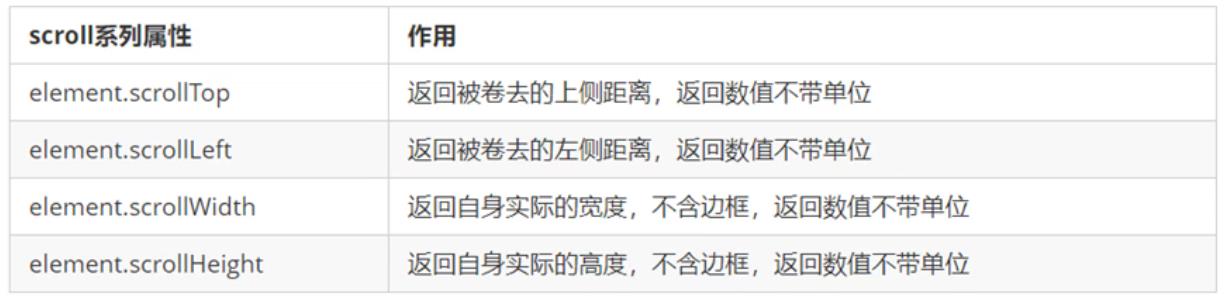 scroll系列属性 作用
element.scrollTop 返回被卷去的上侧距离，返回数值不带单位
element.scrollLeft 返回被卷去的左侧距离，返回数值不带单位
element.scrollWidth 返回自身实际的宽度，不含边框，返回数值不带单位
element.scrollHeight 返回自身实际的高度，不含边框，返回数值不带单位